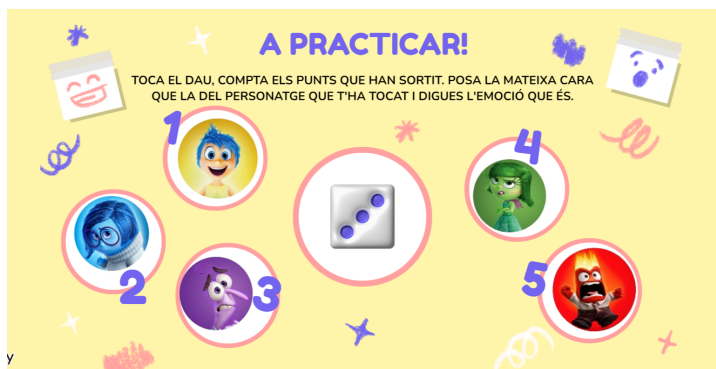 A PRACTICAR!
TOCA EL DAU, COMPTA ELS PUNTS QUE HAN SORTIT. POSA LA MATEIXA CARA
QUE LA DEL PERSONATGE QUE T'HA TOCAT I DIGUES L'EMOCIÓ QUE ÉS.
1
4
2
3
5
y